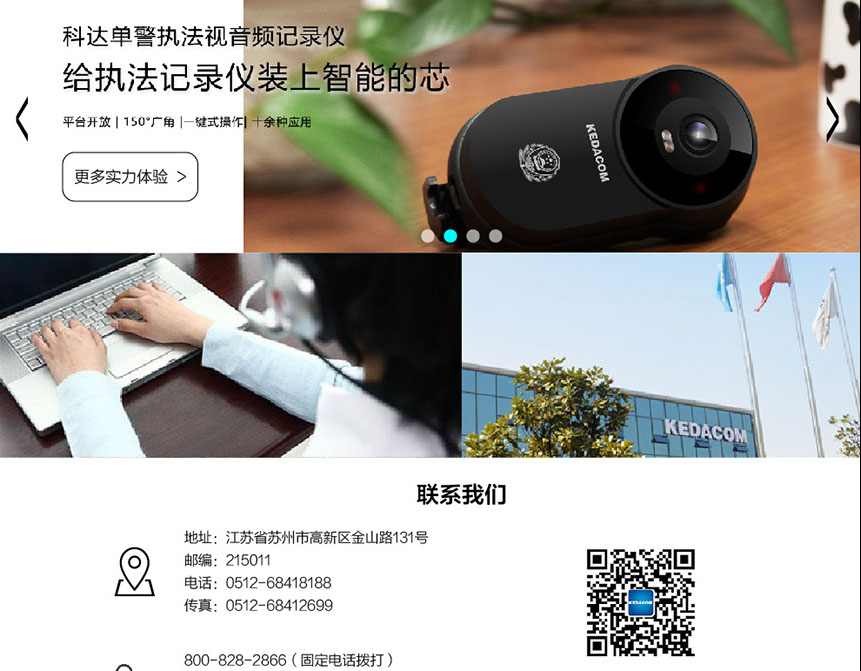 科达单警执法视音频记录仪
给执法记录仪装上智能的芯
平台开放 | 150°广角 |一键式操作| 十余种应用
更多实力体验 >
KEDACOM
KEDACOM
联系我们
地址：江苏省苏州市高新区金山路131号
邮编：215011
电话：0512-68418188
传真：0512-68412699
KEDACOM
800-828-2866（固定电话拨打）